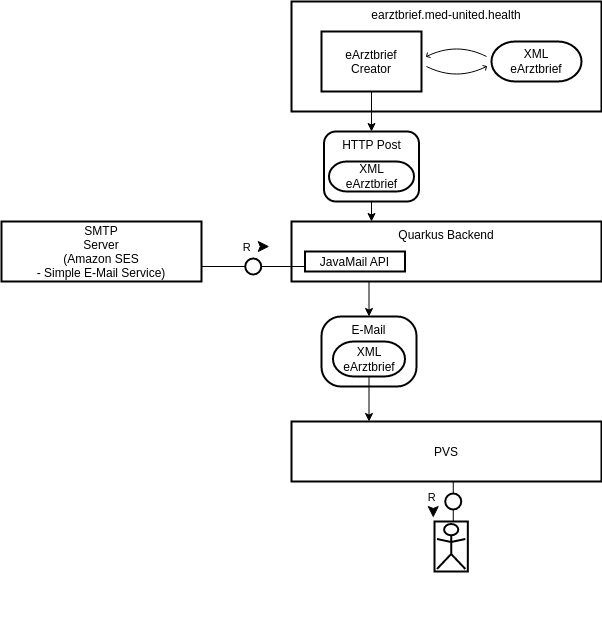 earztbrief.med-united.health
eArztbrief
Creator
XML
eArztbrief
HTTP Post
XML
eArztbrief
SMTP
Server
(Amazon SES
- Simple E-Mail Service)
R
Quarkus Backend
JavaMail API
E-Mail
XML
eArztbrief
PVS
R